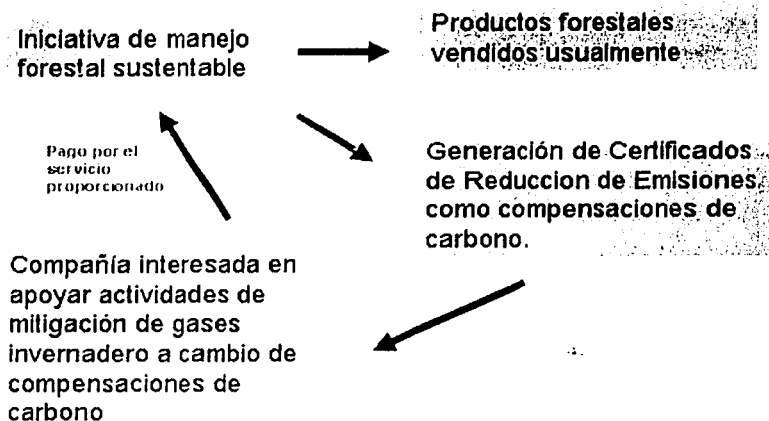 Iniciativa de manejo
forestal sustentable
Productos forestales
vendidos usualmente
Pago por el
servicio
proporcionado
Generación de Certificados
de Reduccion de Emisiones,
como compensaciones de
carbono.
Compañía interesada en
apoyar actividades de
mitigación de gases
invernadero a cambio de
compensaciones de
carbono